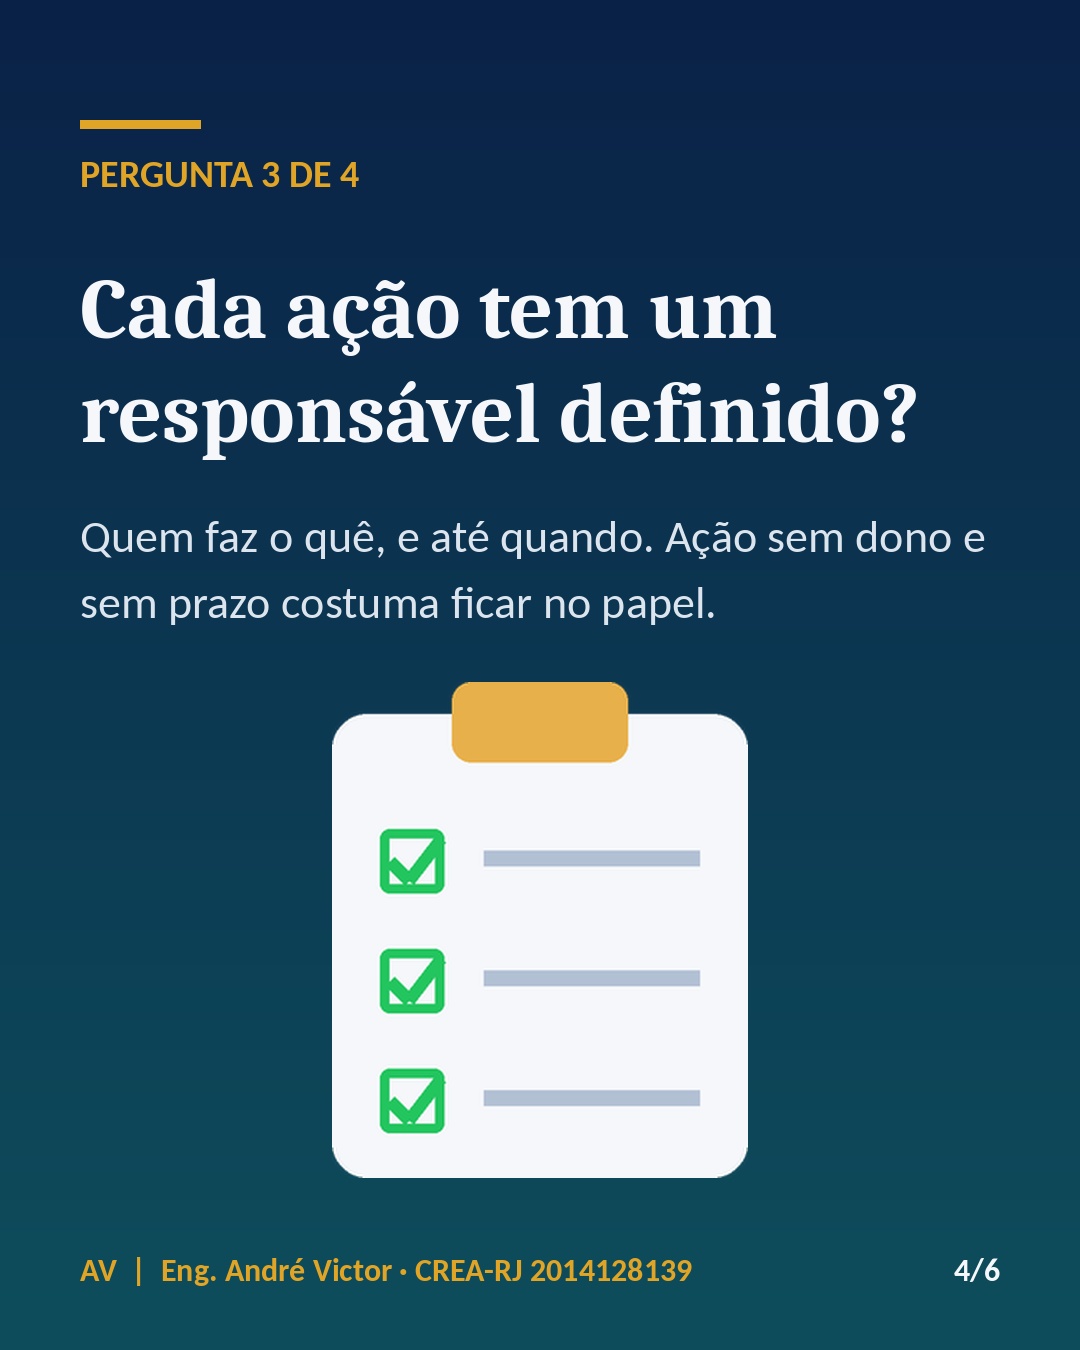 PERGUNTA 3 DE 4
Cada ação tem um
responsável definido?
Quem faz o quê, e até quando. Ação sem dono e
sem prazo costuma ficar no papel.
AV | Eng. André Victor · CREA-RJ 2014128139
4/6